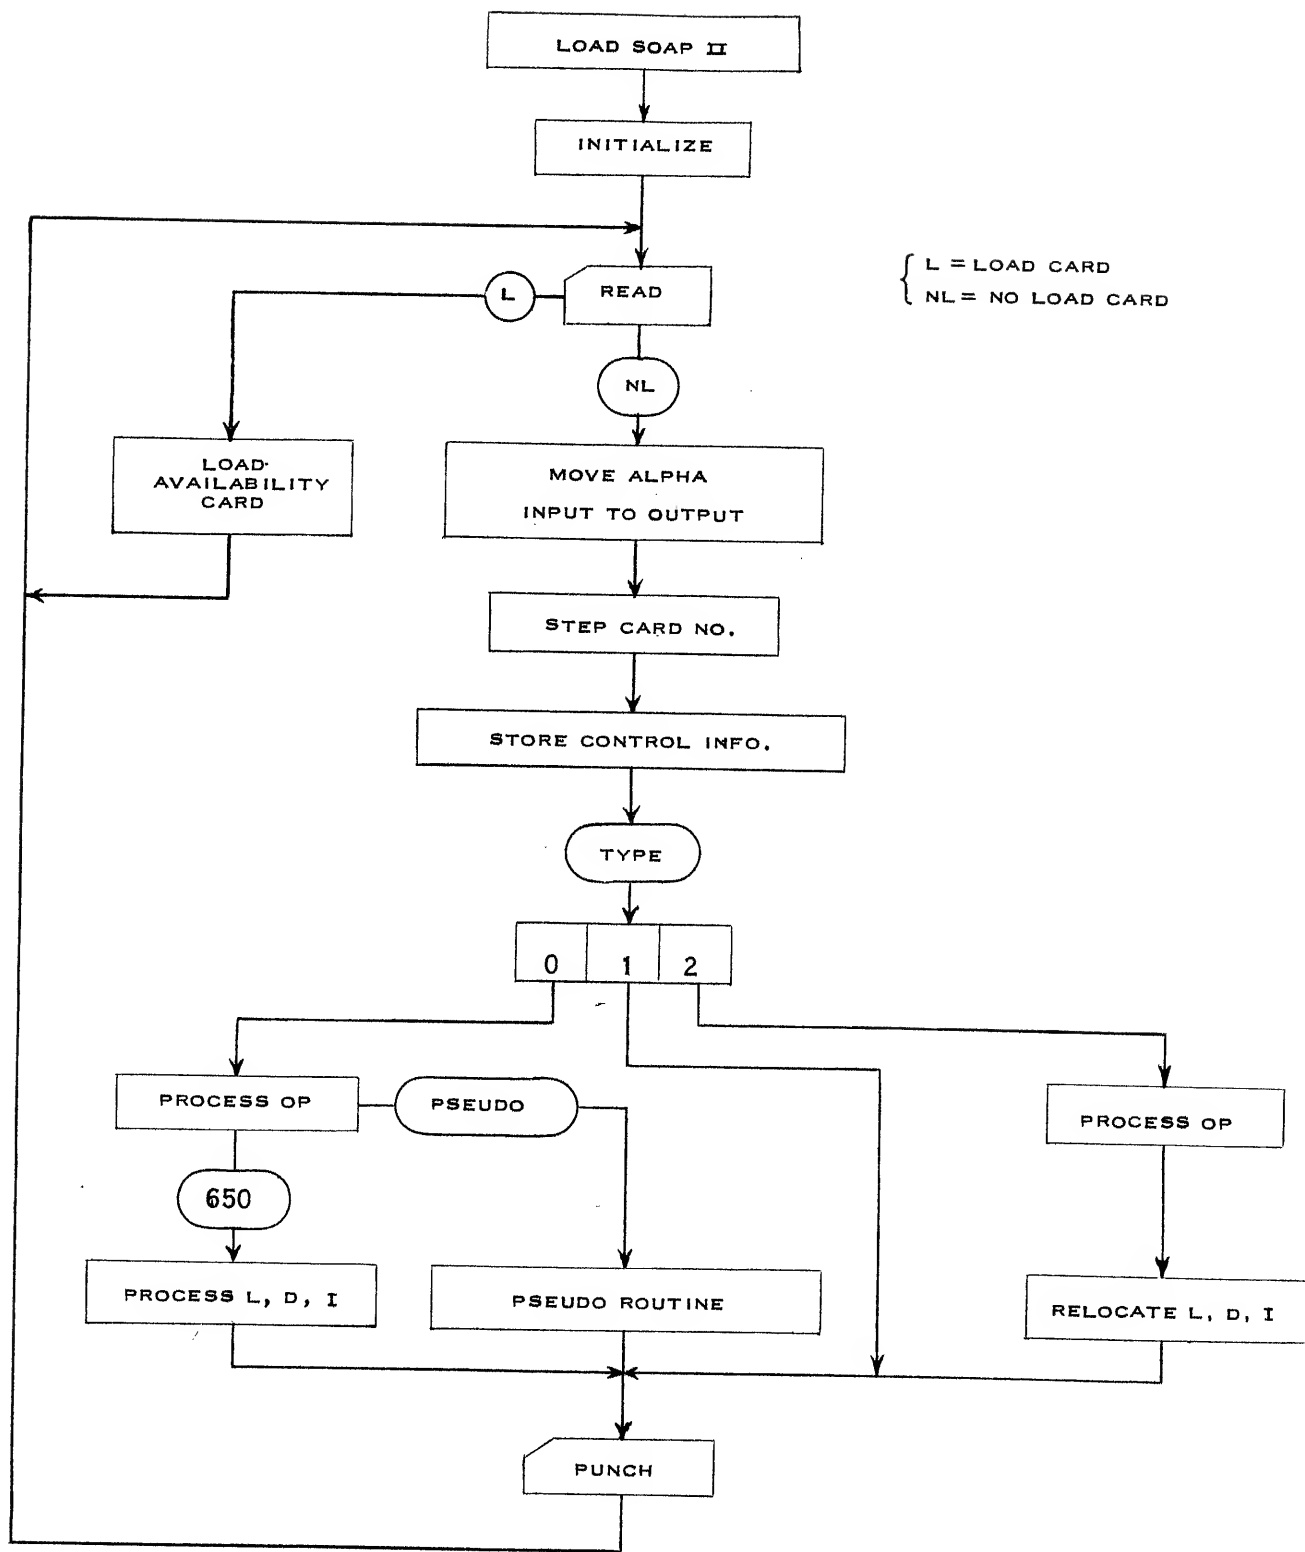 LOAD SOAP II
INITIALIZE
L
READ
L = LOAD CARD
NL = NO LOAD CARD
NL
LOAD-
AVAILABILITY
CARD
MOVE ALPHA
INPUT TO OUTPUT
STEP CARD NO.
STORE CONTROL INFO.
TYPE
0 1 2
PROCESS OP
PSEUDO
PROCESS OP
650
PROCESS L, D, I
PSEUDO ROUTINE
RELOCATE L, D, I
PUNCH